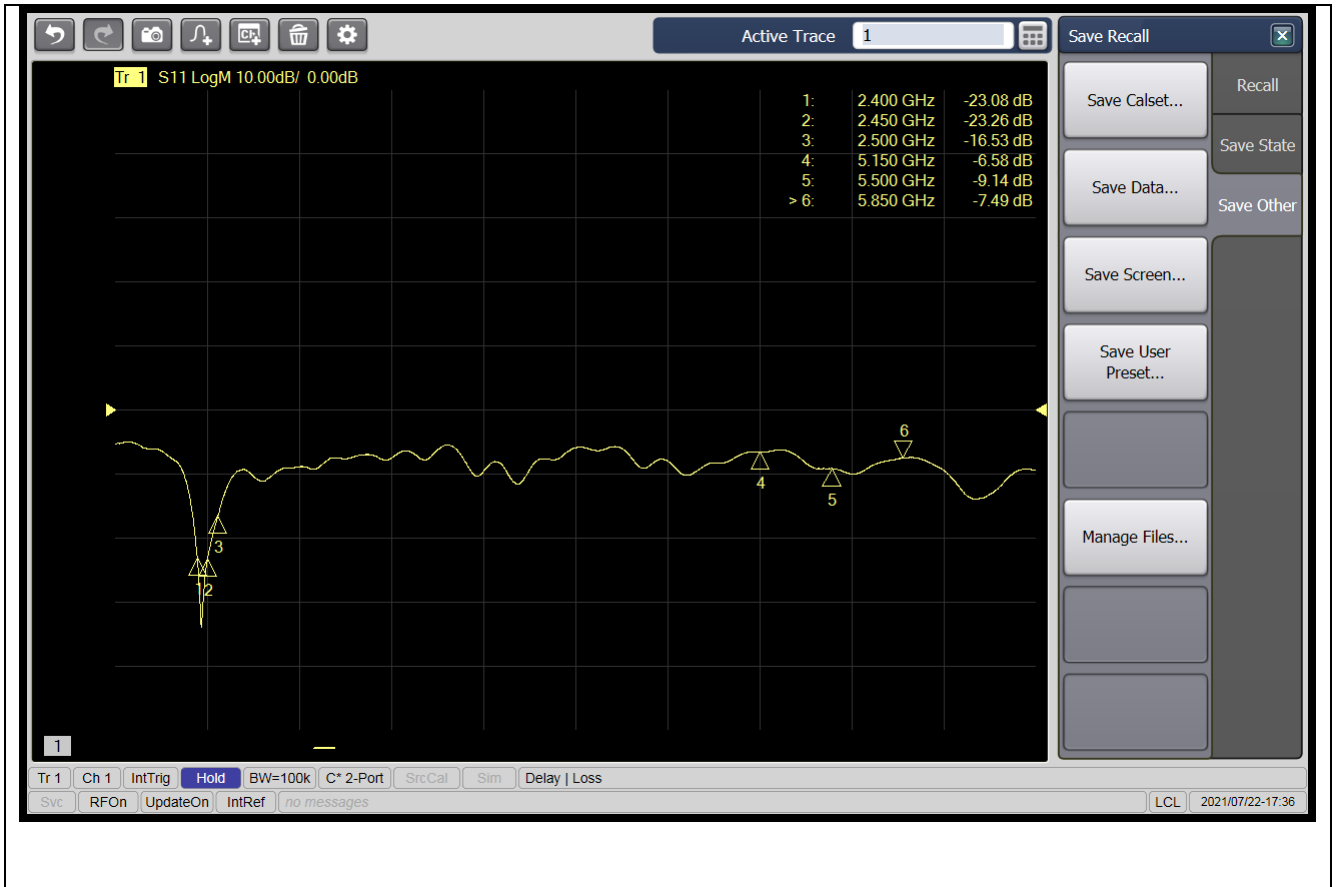 Active Trace 1
Save Recall
Tr 1 S11 LogM 10.00dB/ 0.00dB
1: 2.400 GHz -23.08 dB
2: 2.450 GHz -23.26 dB
3: 2.500 GHz -16.53 dB
4: 5.150 GHz -6.58 dB
5: 5.500 GHz -9.14 dB
> 6: 5.850 GHz -7.49 dB
6
4
5
3
1 2
1
Save Calset...
Save Data...
Save Screen...
Save User
Preset...
Manage Files...
Recall
Save State
Save Other
Tr 1 Ch 1 IntTrig Hold BW=100k C* 2-Port SrcCal Sim Delay | Loss
Svc RFOn UpdateOn IntRef no messages LCL 2021/07/22-17:36